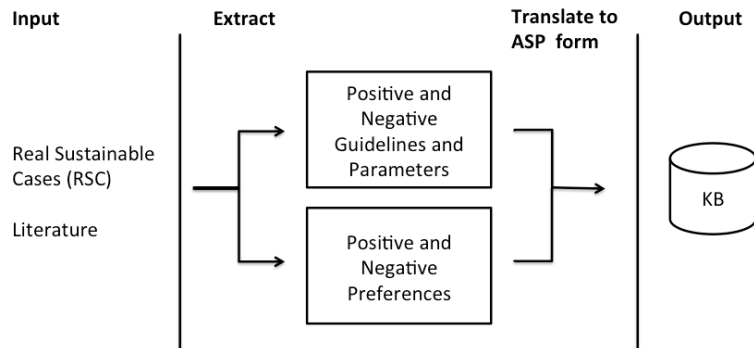 Input
Extract
Translate to
ASP form
Output
Real Sustainable
Cases (RSC)
Literature
Positive and
Negative
Guidelines and
Parameters
Positive and
Negative
Preferences
KB